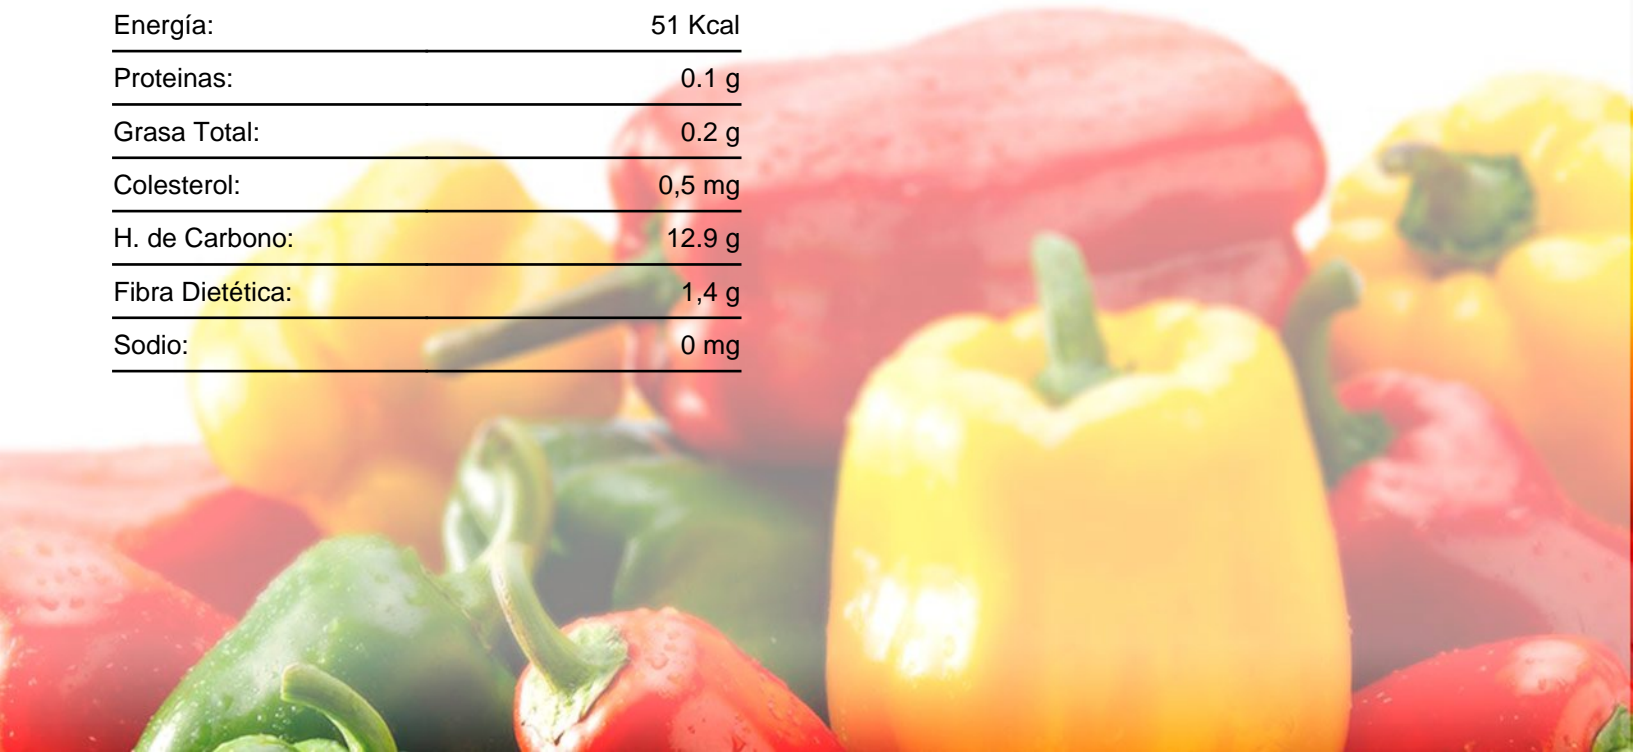 Energía: 51 Kcal
Proteinas: 0.1 g
Grasa Total: 0.2 g
Colesterol: 0,5 mg
H. de Carbono: 12.9 g
Fibra Dietética: 1,4 g
Sodio: 0 mg